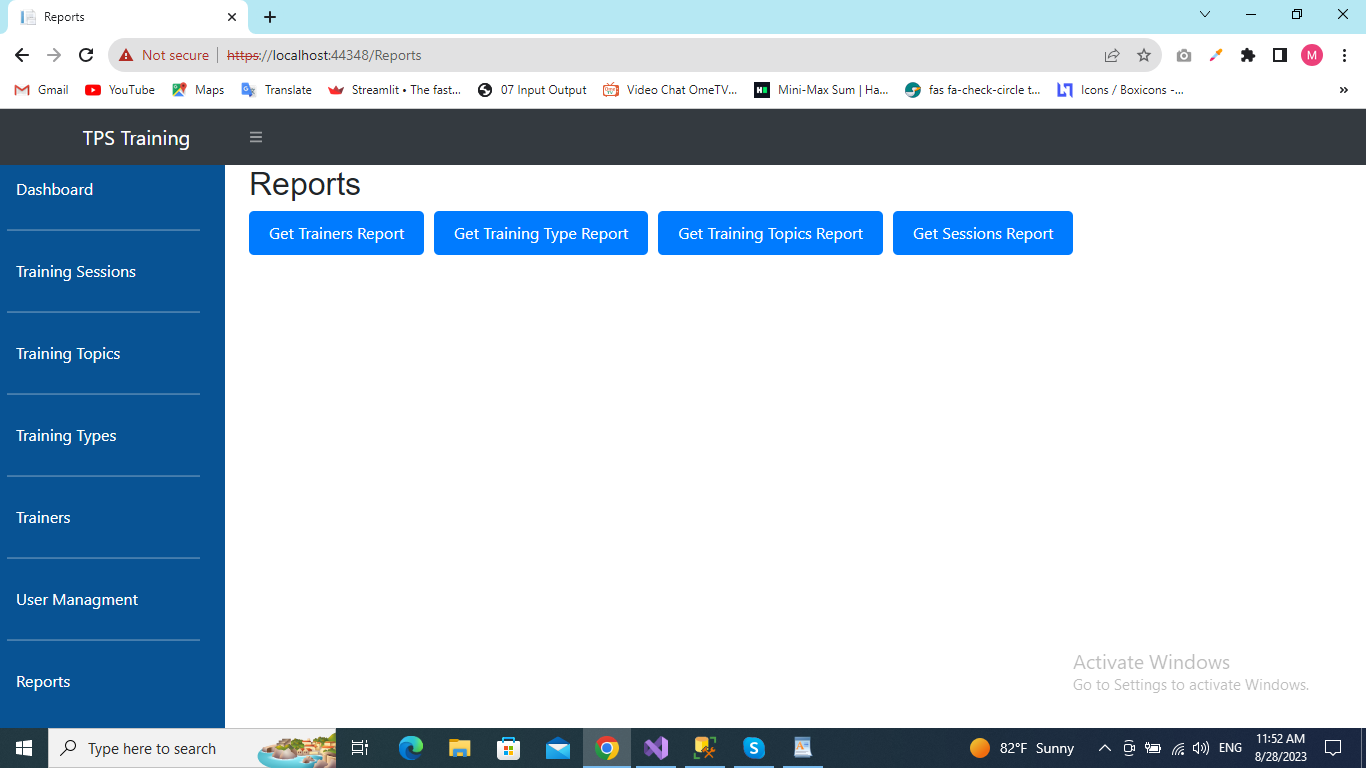 Reports
Not secure https://localhost:44348/Reports M
Gmail YouTube Maps Translate Streamlit • The fast... 07 Input Output Video Chat OmeTV... Mini-Max Sum | Ha... fas fa-check-circle t... Icons / Boxicons -... »
TPS Training
Dashboard
Training Sessions
Training Topics
Training Types
Trainers
User Managment
Reports
Reports
Get Trainers Report Get Training Type Report Get Training Topics Report Get Sessions Report
Activate Windows
Go to Settings to activate Windows.
Type here to search 82°F Sunny ENG 11:52 AM
8/28/2023